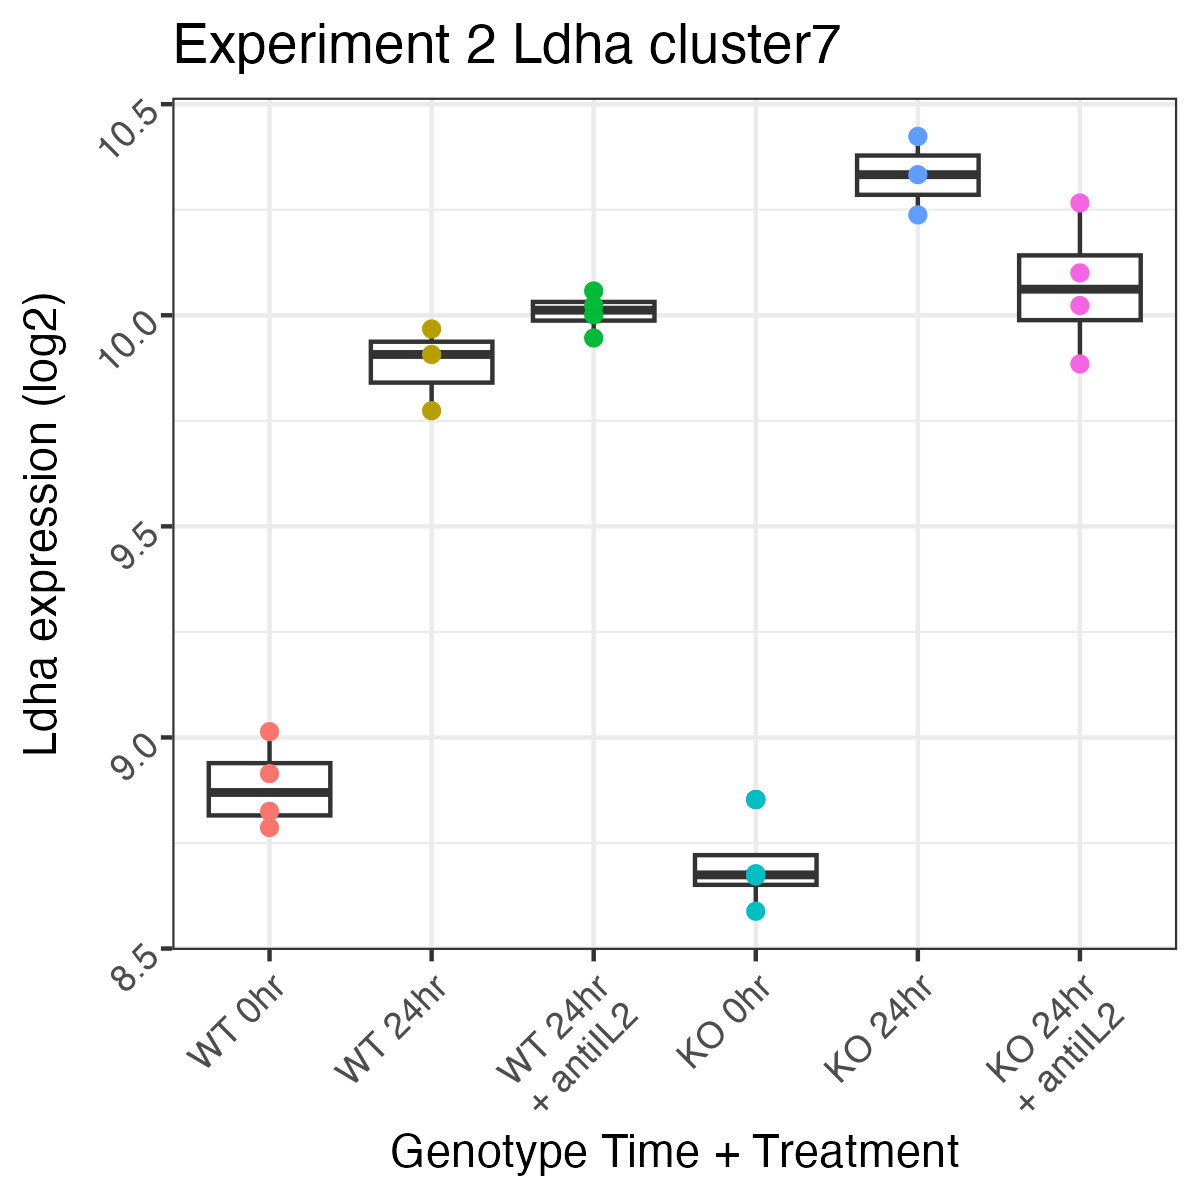 Experiment 2 Ldha cluster7
Ldha expression (log2)
10.5
10.0
9.5
9.0
8.5
WT 0hr
WT 24hr
WT 24hr
+ antiIL2
KO 0hr
KO 24hr
KO 24hr
+ antiIL2
Genotype Time + Treatment